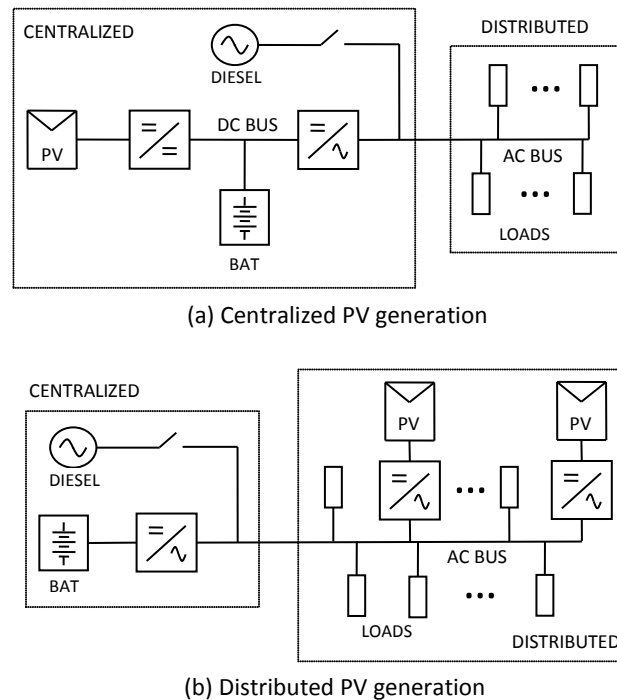 CENTRALIZED
DISTRIBUTED
DIESEL
PV
DC BUS
AC BUS
BAT
LOADS
(a) Centralized PV generation
CENTRALIZED
PV
PV
DIESEL
AC BUS
BAT
LOADS
DISTRIBUTED
(b) Distributed PV generation